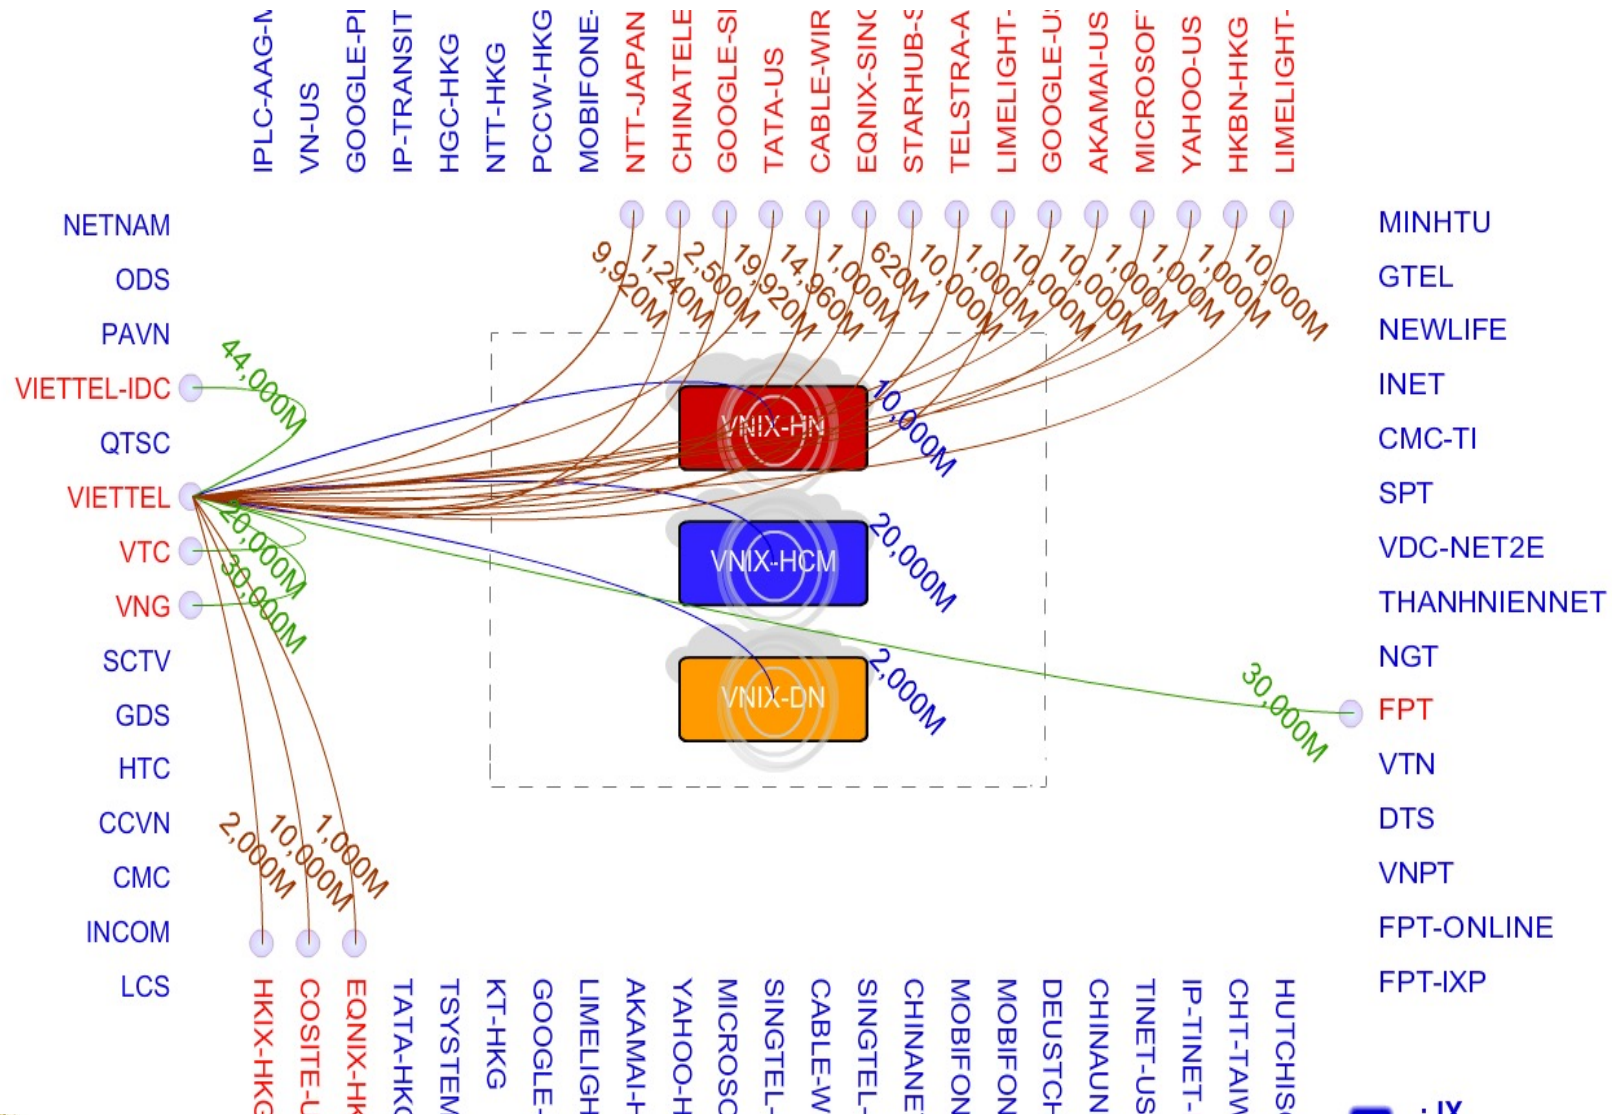 IPLC-AAG-
VN-US
GOOGLE-
IP-TRANSIT
HGC-HKG
NTT-HKG
PCCW-HKG
MOBIFONE-
NTT-JAPAN
CHINATELE
GOOGLE-S
TATA-US
CABLE-WIR
EQNIX-SING
STARHUB-S
TELSTRA-A
LIMELIGHT-
GOOGLE-U
AKAMAI-US
MICROSOF
YAHOO-US
HKBN-HKG
LIMELIGHT-
9,920M
1,240M
2,500M
19,920M
14,960M
1,000M
620M
10,000M
1,000M
10,000M
10,000M
1,000M
1,000M
1,000M
10,000M
NETNAM
ODS
PAVN
VIETTEL-IDC
QTSC
VIETTEL
VTC
VNG
SCTV
GDS
HTC
CCVN
CMC
INCOM
LCS
44,000M
20,000M
30,000M
2,000M
10,000M
1,000M
VNIX-HN
10,000M
VNIX-HCM
20,000M
VNIX-DN
2,000M
30,000M
MINHTU
GTEL
NEWLIFE
INET
CMC-TI
SPT
VDC-NET2E
THANHNIENNET
NGT
FPT
VTN
DTS
VNPT
FPT-ONLINE
FPT-IXP
HKIX-HKG
COSITE-U
EQNIX-HK
TATA-HKG
TSYSTEM
KT-HKG
GOOGLE-
LIMELIGH
AKAMAI-H
YAHOO-H
MICROSO
SINGTEL-
CABLE-W
SINGTEL-
CHINANE
MOBIFON
MOBIFON
DEUSTCH
CHINAUN
TINET-US
IP-TINET-
CHT-TAIW
HUTCHIS
IX